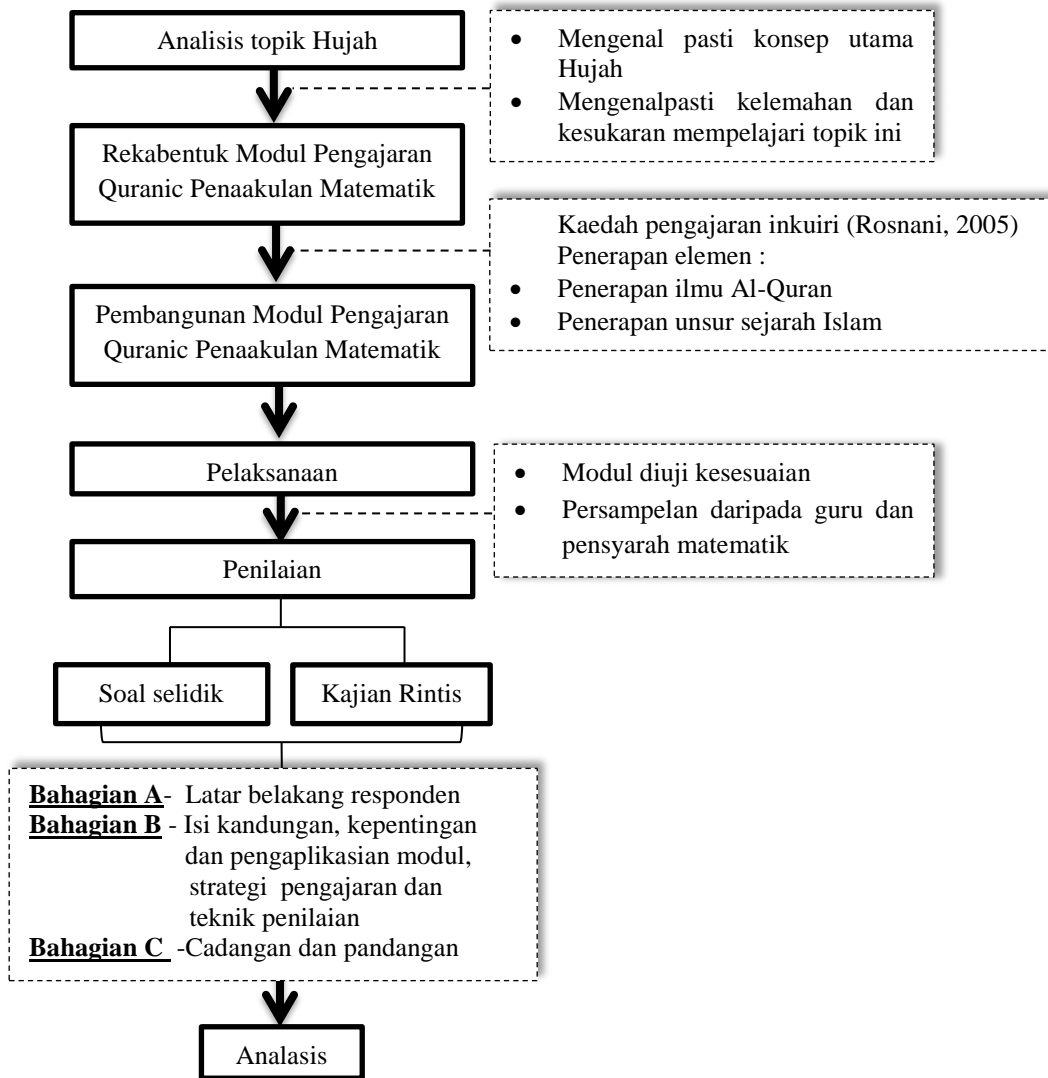 Analisis topik Hujah
• Mengenal pasti konsep utama
Hujah
• Mengenalpasti kelemahan dan
kesukaran mempelajari topik ini
Rekabentuk Modul Pengajaran
Quranic Penaakulan Matematik
Kaedah pengajaran inkuiri (Rosnani, 2005)
Penerapan elemen :
• Penerapan ilmu Al-Quran
• Penerapan unsur sejarah Islam
Pembangunan Modul Pengajaran
Quranic Penaakulan Matematik
Pelaksanaan
• Modul diuji kesesuaian
• Persampelan daripada guru dan
pensyarah matematik
Penilaian
Soal selidik
Kajian Rintis
Bahagian A- Latar belakang responden
Bahagian B - Isi kandungan, kepentingan
dan pengaplikasian modul,
strategi pengajaran dan
teknik penilaian
Bahagian C -Cadangan dan pandangan
Analasis